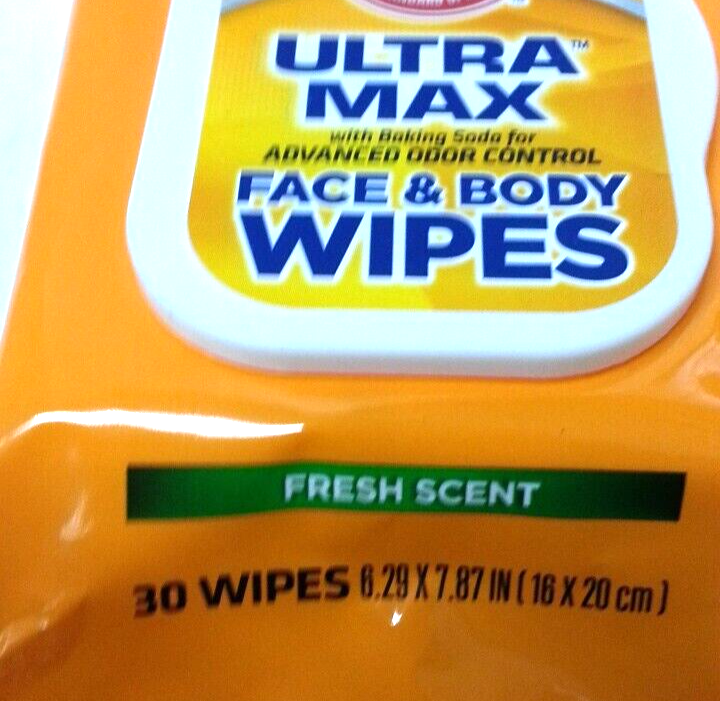 ULTRA™
MAX
with Baking Soda for
ADVANCED ODOR CONTROL
FACE & BODY
WIPES
FRESH SCENT
30 WIPES 6.29 X 7.87 IN ( 16 X 20 cm )